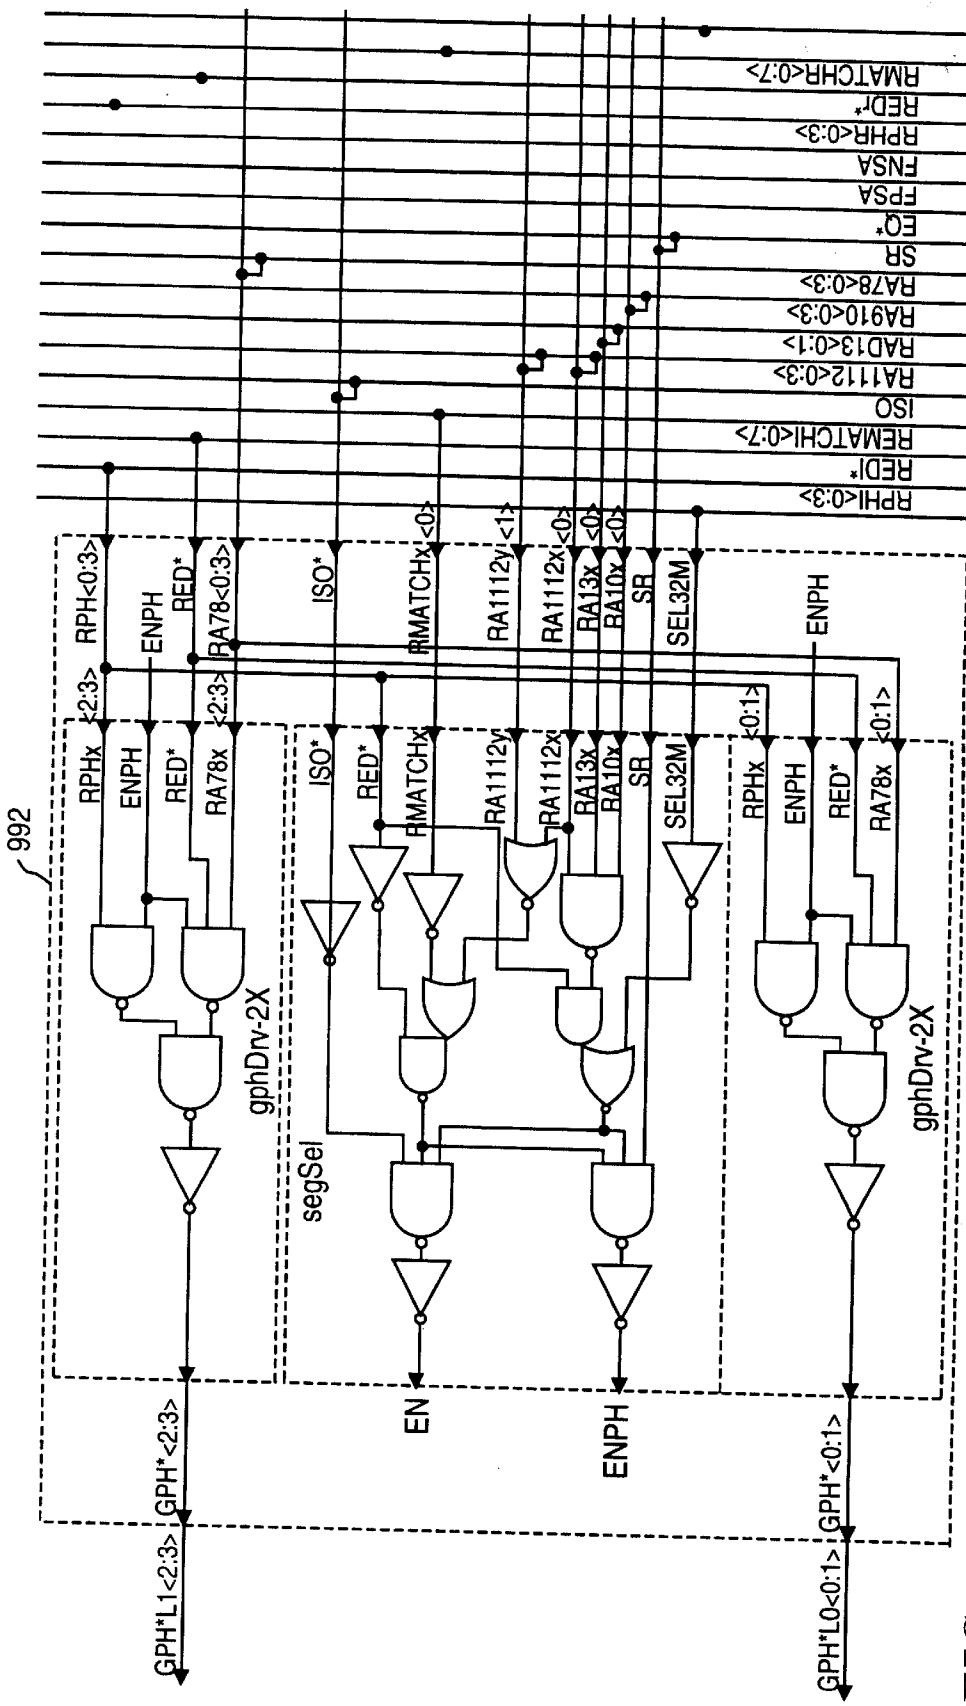 RMATCHR<0:7>
REDr*
RPHR<0:3>
FNSA
FPSA
EQ*
SR
RA78<0:3>
RA910<0:3>
RAD13<0:1>
RA1112<0:3>
ISO
REMATCHl<0:7>
REDl*
RPHl<0:3>
RPH<0:3>
ENPH
RED*
RA78<0:3>
ISO*
RMATCHx <0>
RA1112y <1>
RA1112x <0>
RA13x <0>
RA10x <0>
SR
SEL32M
ENPH
992
<2:3>
<2:3>
<0:1>
<0:1>
RPHx
ENPH
RED*
RA78x
ISO*
RED*
RMATCHx
RA1112y
RA1112x
RA13x
RA10x
SR
SEL32M
RPHx
ENPH
RED*
RA78x
gphDrv-2X
segSel
gphDrv-2X
EN
ENPH
GPH*<2:3>
GPH*<0:1>
GPH*L1<2:3>
GPH*L0<0:1>